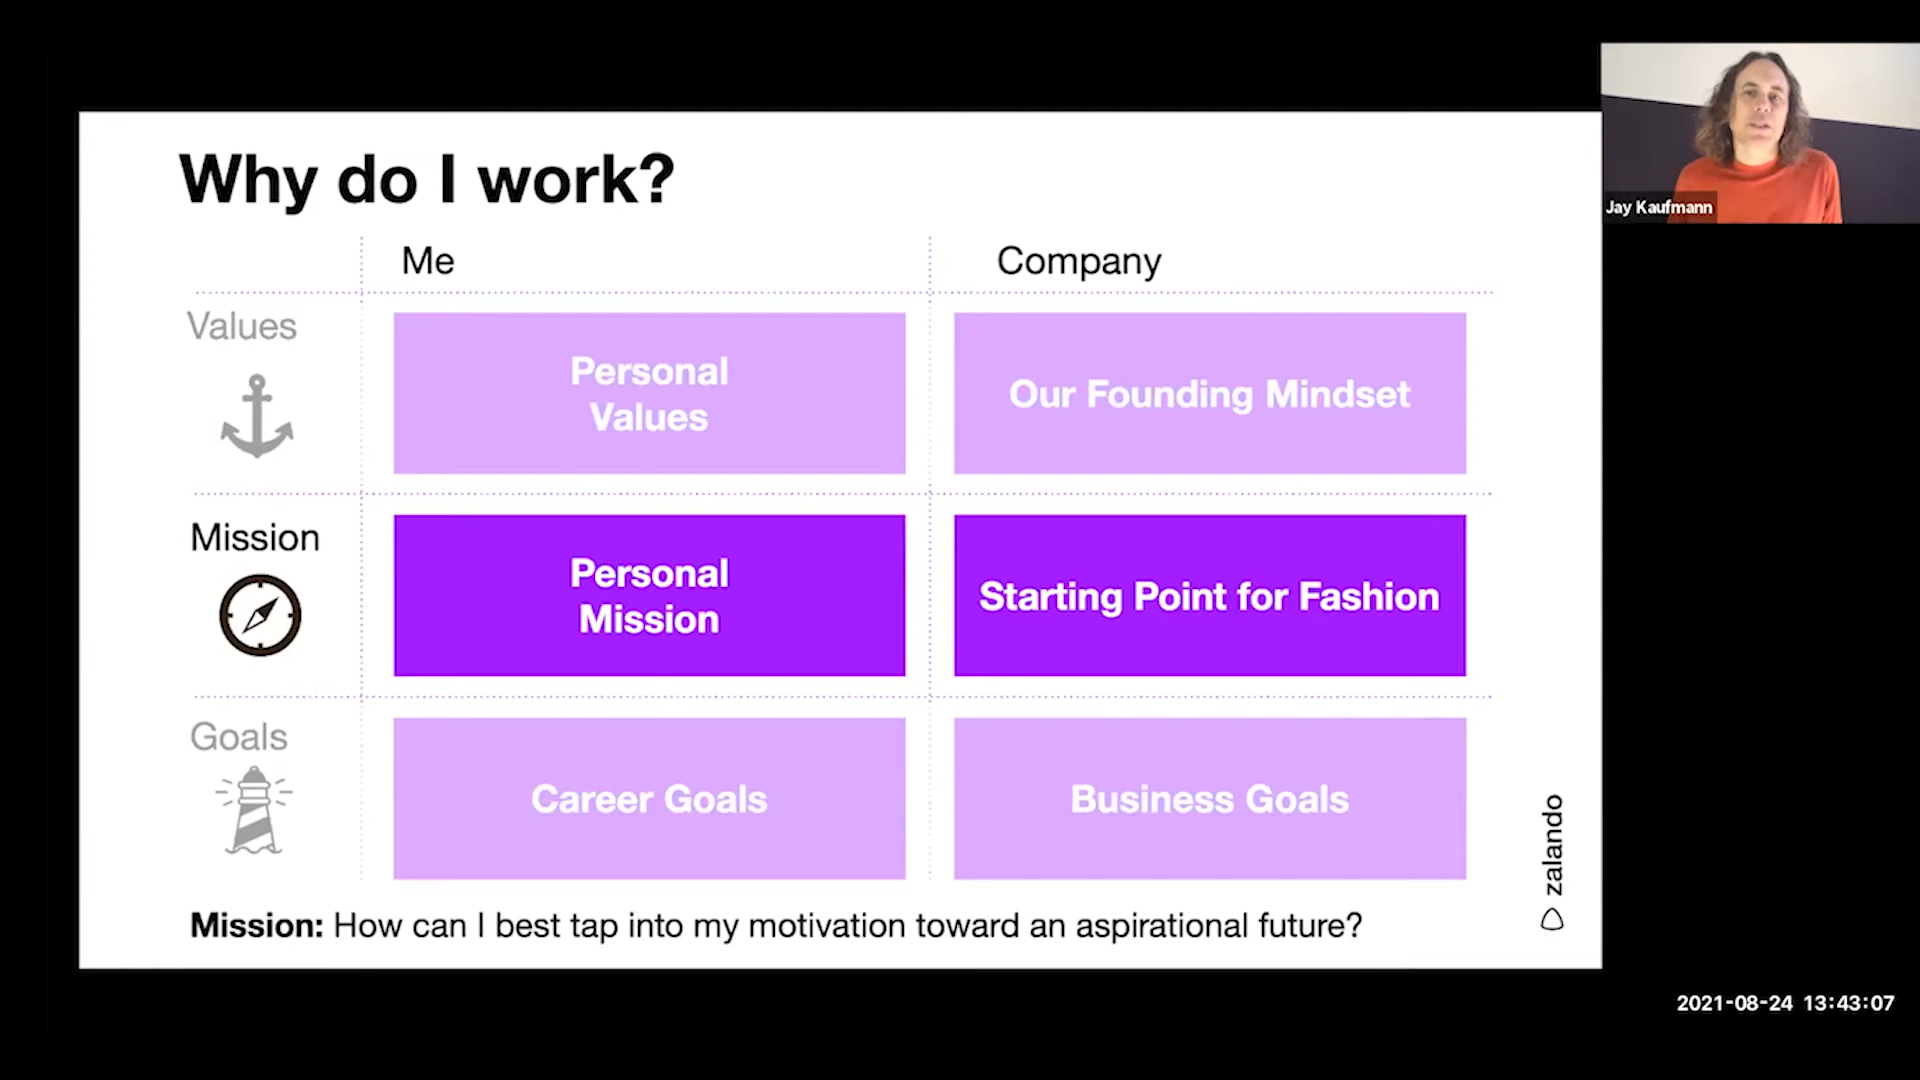 Why do I work?
Me
Company
Values
Personal
Values
Our Founding Mindset
Mission
Personal
Mission
Starting Point for Fashion
Goals
Career Goals
Business Goals
Mission: How can I best tap into my motivation toward an aspirational future?
zalando
Jay Kaufmann
2021-08-24 13:43:07